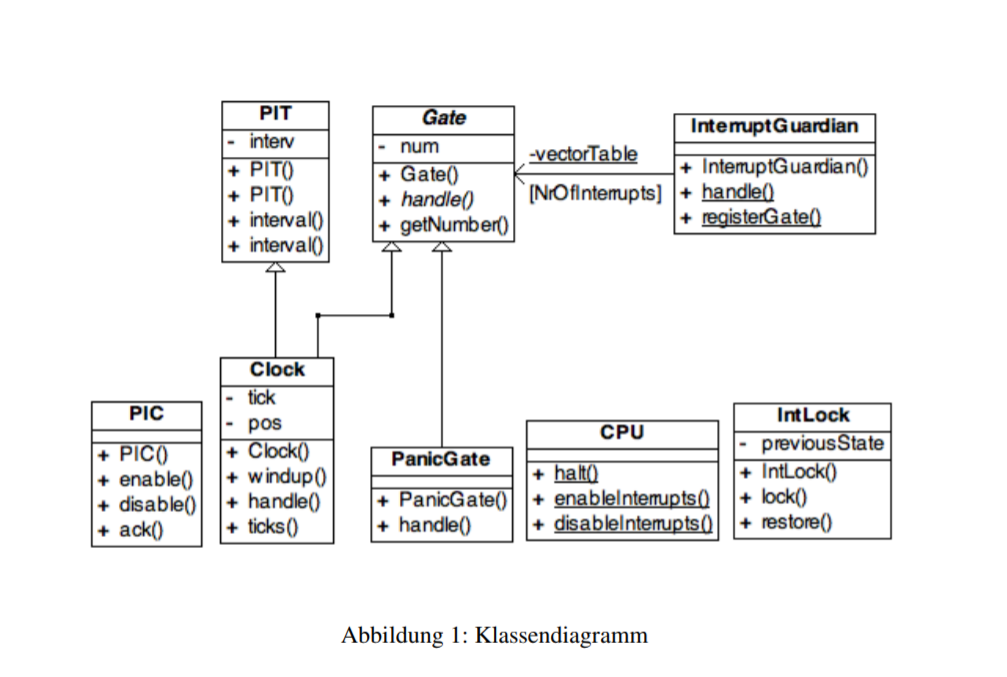 PIT
- interv
+ PIT()
+ PIT()
+ interval()
+ interval()
Gate
- num
+ Gate()
+ handle()
+ getNumber()
-vectorTable
[NrOfInterrupts]
InterruptGuardian
+ InterruptGuardian()
+ handle()
+ registerGate()
PIC
+ PIC()
+ enable()
+ disable()
+ ack()
Clock
- tick
- pos
+ Clock()
+ windup()
+ handle()
+ ticks()
PanicGate
+ PanicGate()
+ handle()
CPU
+ halt()
+ enableInterrupts()
+ disableInterrupts()
IntLock
- previousState
+ IntLock()
+ lock()
+ restore()
Abbildung 1: Klassendiagramm